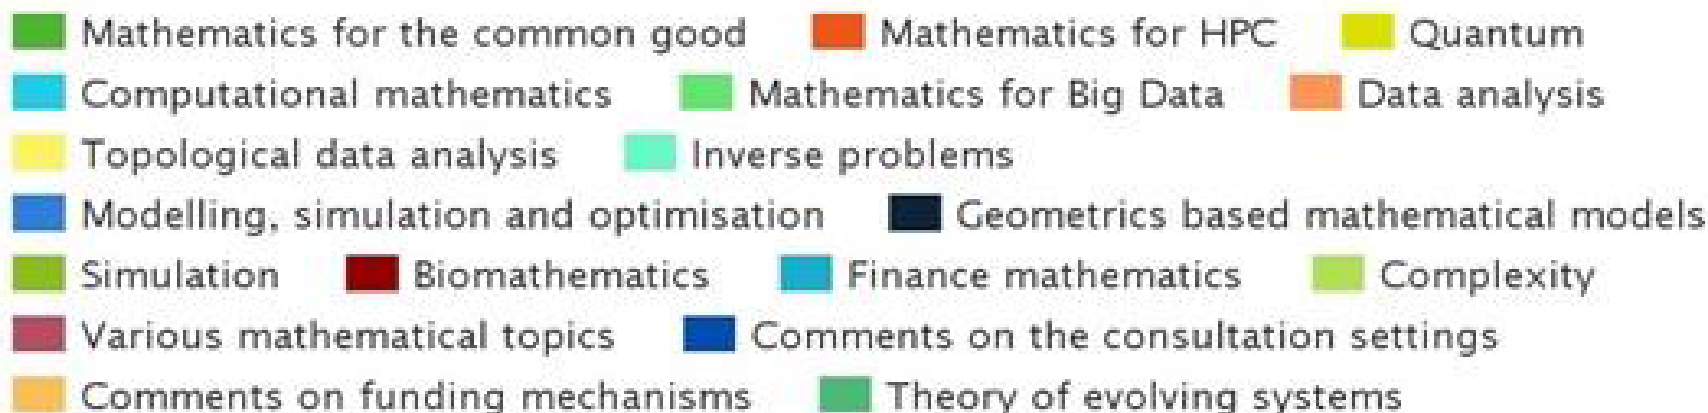 Mathematics for the common good Mathematics for HPC Quantum
Computational mathematics Mathematics for Big Data Data analysis
Topological data analysis Inverse problems
Modelling, simulation and optimisation Geometrics based mathematical models
Simulation Biomathematics Finance mathematics Complexity
Various mathematical topics Comments on the consultation settings
Comments on funding mechanisms Theory of evolving systems